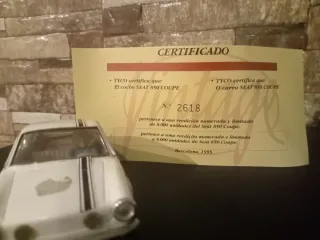 CERTIFICADO
• TYCO certifica que
El coche SEAT 850 COUPE
• TYCO certifica que
O carro SEAT 850 COUPE
Nº 2618
pertenece a una reedición numerada y limitada
de 8.000 unidades del Seat 850 Coupe.
pertence a uma reedição numerada e limitada
a 8.000 unidades do Seat 850 Coupe.
Barcelona, 1995